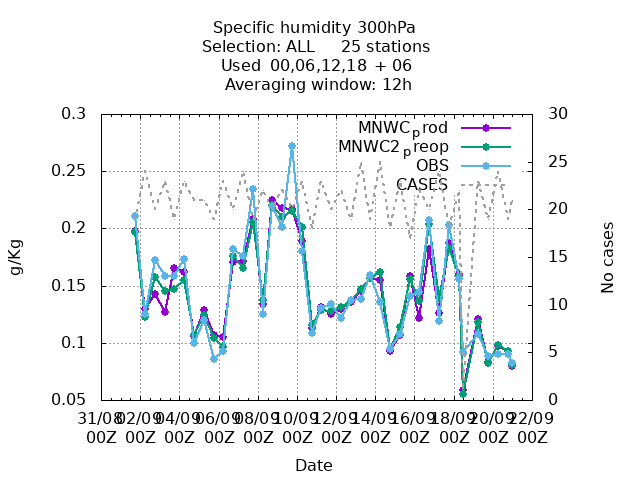 Specific humidity 300hPa
Selection: ALL 25 stations
Used 00,06,12,18 + 06
Averaging window: 12h
0.3
0.25
0.2
0.15
0.1
0.05
30
25
20
15
10
5
0
MNWCprod
MNWC2preop
OBS
CASES
g/Kg
No cases
31/08 02/09 04/09 06/09 08/09 10/09 12/09 14/09 16/09 18/09 20/09 22/09
00Z 00Z 00Z 00Z 00Z 00Z 00Z 00Z 00Z 00Z 00Z 00Z
Date